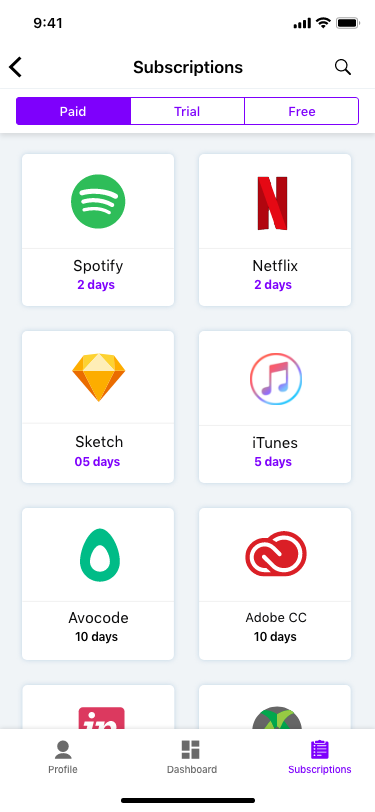 9:41
Subscriptions
Paid Trial Free
Spotify Netflix
2 days 2 days
Sketch iTunes
05 days 5 days
Avocode Adobe CC
10 days 10 days
in
Profile Dashboard Subscriptions